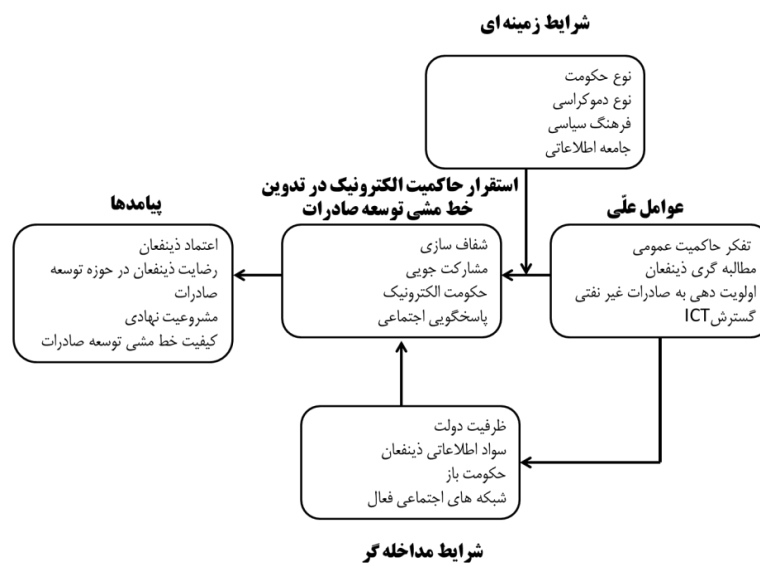 شرایط زمینه ای
نوع حکومت
نوع دموکراسی
فرهنگ سیاسی
جامعه اطلاعاتی
عوامل علّی
تفکر حاکمیت عمومی
مطالبه گری ذینفعان
اولویت دهی به صادرات غیر نفتی
گسترشICT
استقرار حاکمیت الکترونیک در تدوین
خط مشی توسعه صادرات
شفاف سازی
مشارکت جویی
حکومت الکترونیک
پاسخگویی اجتماعی
پیامدها
اعتماد ذینفعان
رضایت ذینفعان در حوزه توسعه
صادرات
مشروعیت نهادی
کیفیت خط مشی توسعه صادرات
ظرفیت دولت
سواد اطلاعاتی ذینفعان
حکومت باز
شبکه های اجتماعی فعال
شرایط مداخله گر